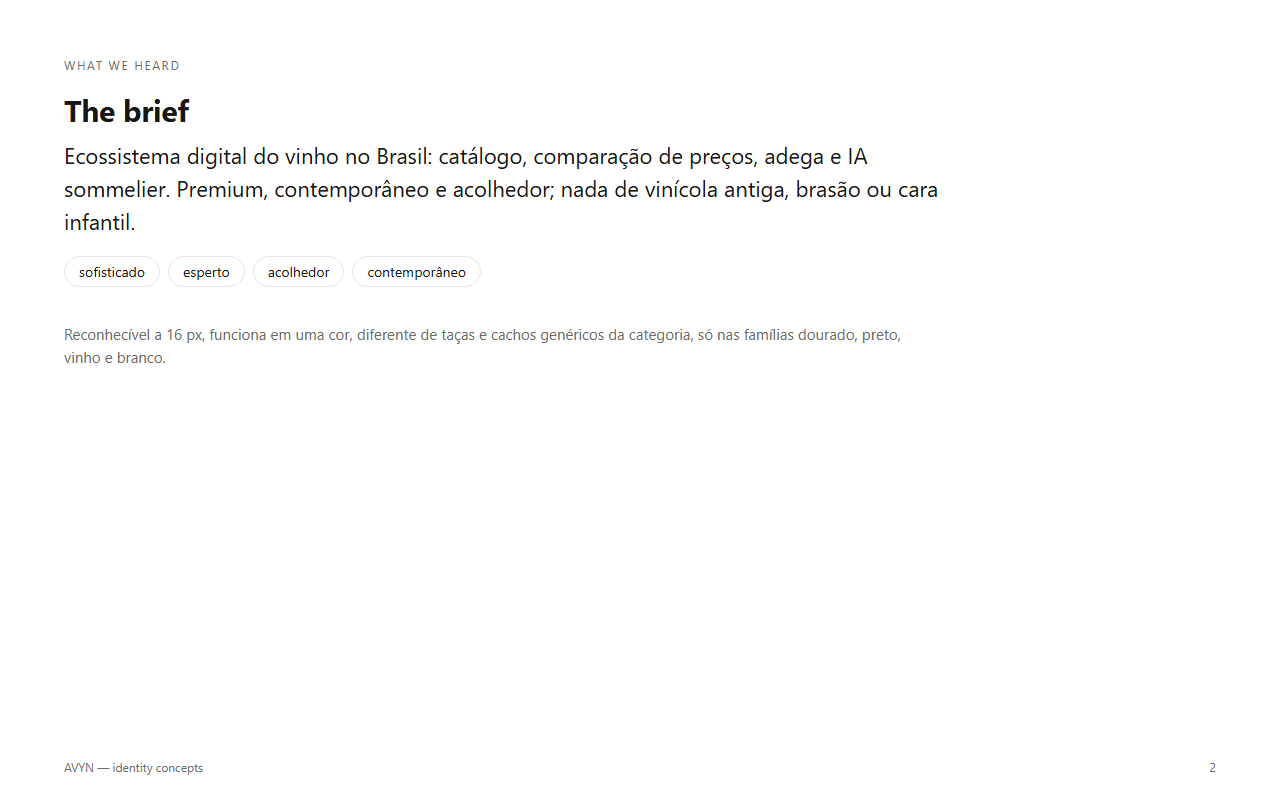 WHAT WE HEARD
The brief
Ecossistema digital do vinho no Brasil: catálogo, comparação de preços, adega e IA
sommelier. Premium, contemporâneo e acolhedor; nada de vinícola antiga, brasão ou cara
infantil.
sofisticado esperto acolhedor contemporâneo
Reconhecível a 16 px, funciona em uma cor, diferente de taças e cachos genéricos da categoria, só nas famílias dourado, preto,
vinho e branco.
AVYN — identity concepts 2